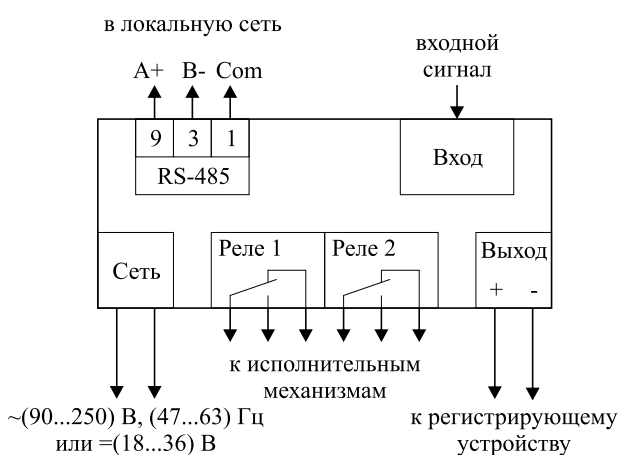 в локальную сеть
A+ B- Com
входной
сигнал
9 3 1
RS-485
Вход
Сеть
Реле 1
Реле 2
Выход
+ -
к исполнительным
механизмам
~(90...250) В, (47...63) Гц
или =(18...36) В
к регистрирующему
устройству